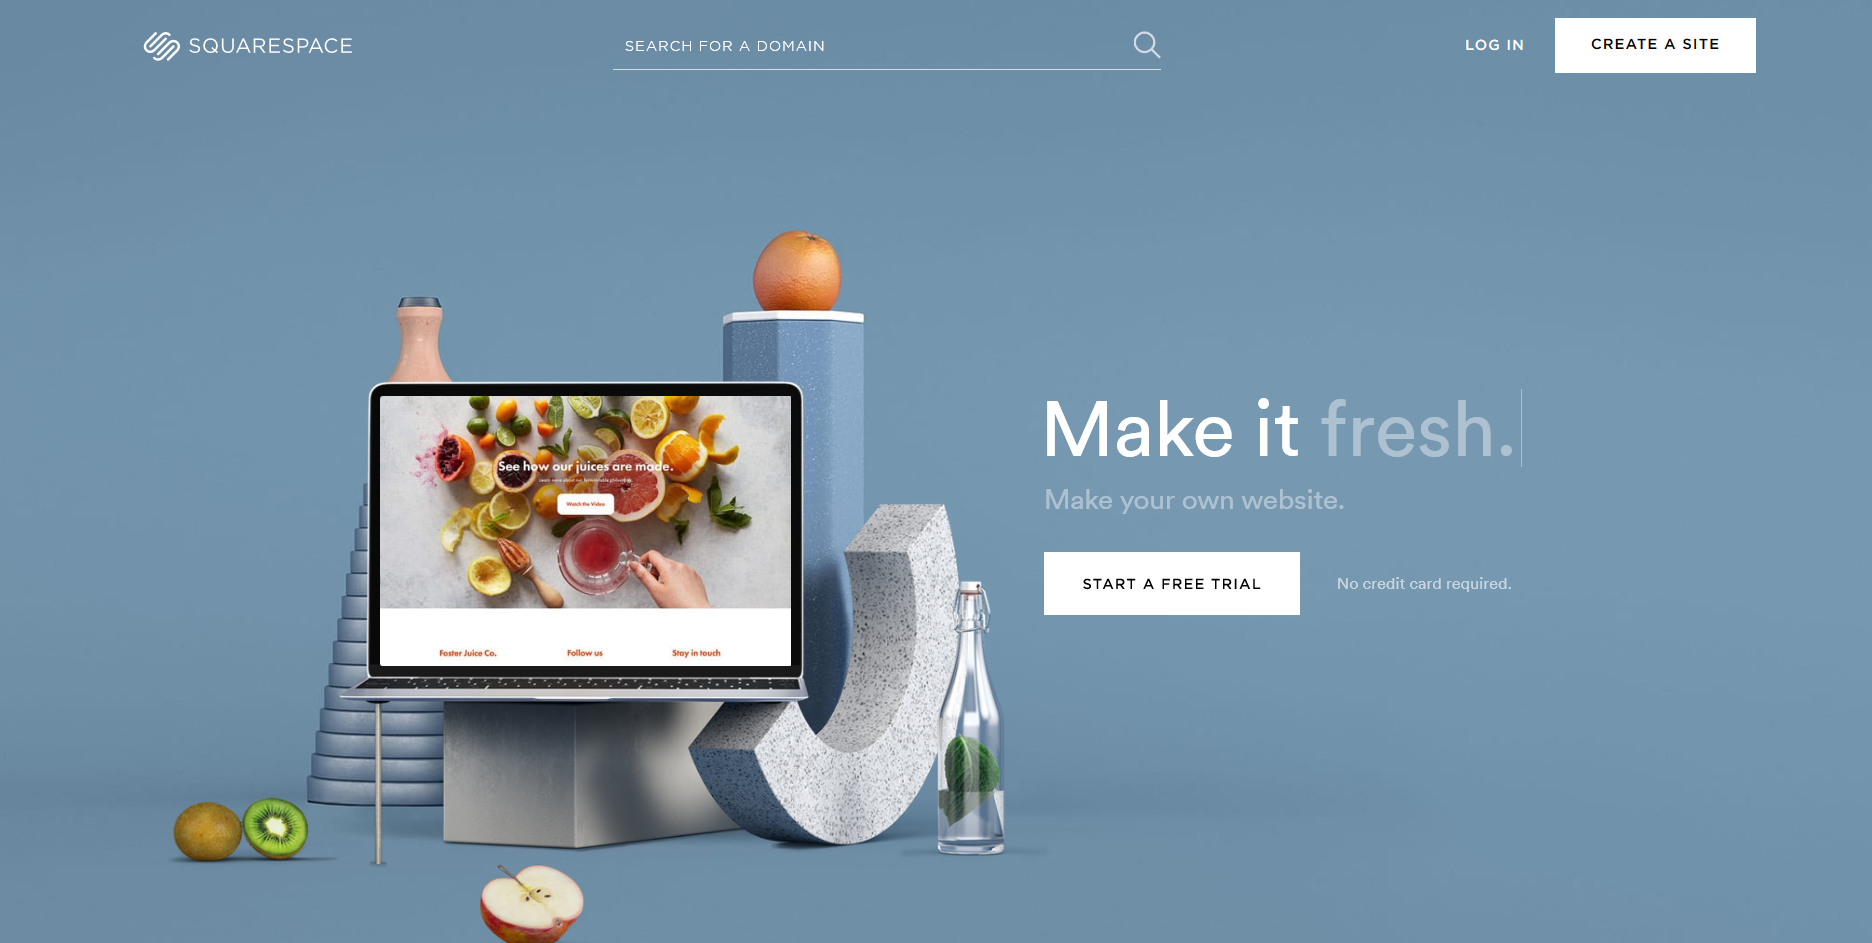 SQUARESPACE
SEARCH FOR A DOMAIN
LOG IN
CREATE A SITE
Make it fresh.
Make your own website.
START A FREE TRIAL
No credit card required.
See how our juices are made.
Watch the Video
Foster Juice Co.
Follow us
Stay in touch